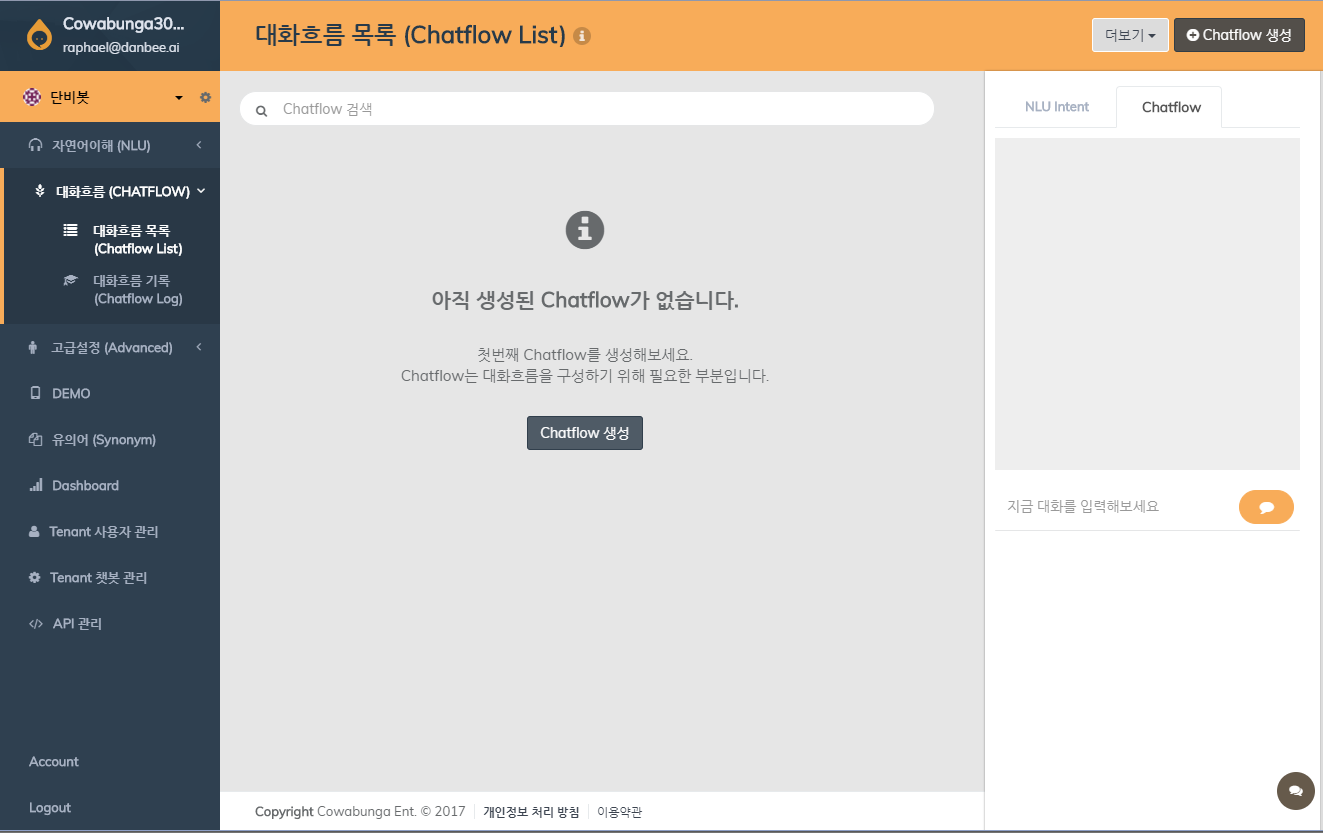 Cowabunga30...
raphael@danbee.ai
단비봇
자연어이해 (NLU)
대화흐름 (CHATFLOW)
대화흐름 목록
(Chatflow List)
대화흐름 기록
(Chatflow Log)
고급설정 (Advanced)
DEMO
유의어 (Synonym)
Dashboard
Tenant 사용자 관리
Tenant 챗봇 관리
API 관리
Account
Logout
대화흐름 목록 (Chatflow List)
더보기
Chatflow 생성
Chatflow 검색
아직 생성된 Chatflow가 없습니다.
첫번째 Chatflow를 생성해보세요.
Chatflow는 대화흐름을 구성하기 위해 필요한 부분입니다.
Chatflow 생성
NLU Intent
Chatflow
지금 대화를 입력해보세요
Copyright Cowabunga Ent. © 2017 개인정보 처리 방침 이용약관